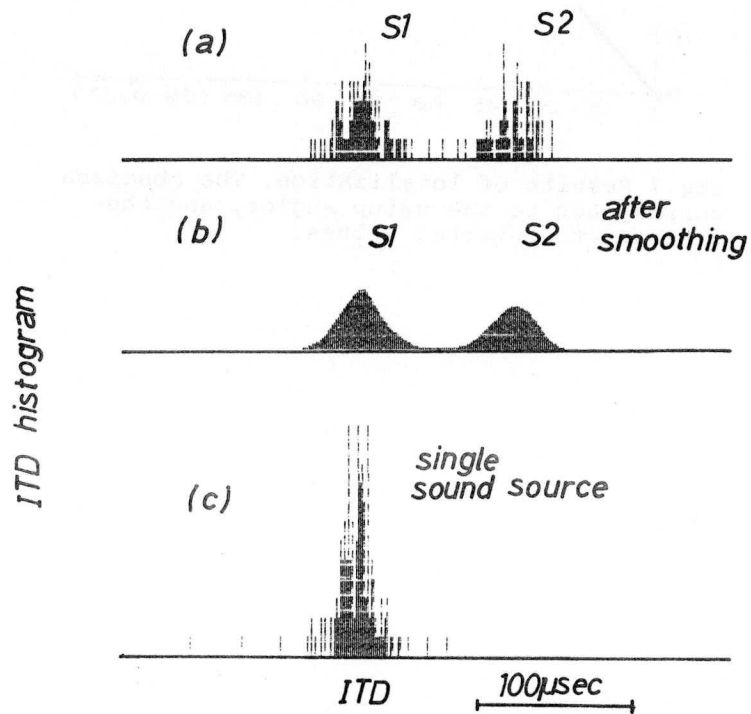 (a) S1 S2
(b) S1 S2 after
smoothing
ITD histogram
(c) single
sound source
ITD 100μsec